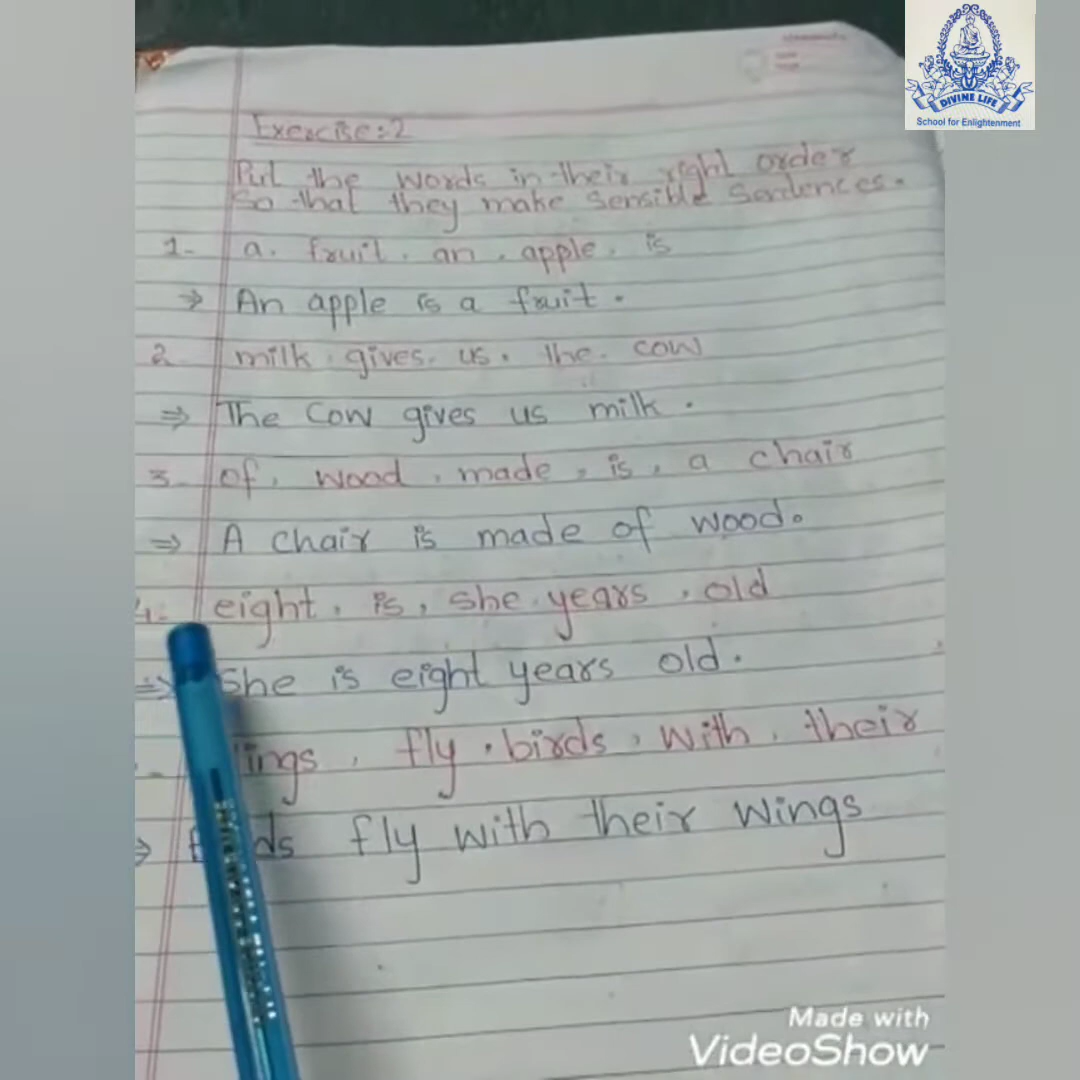 DIVINE LIFE
School for Enlightenment
Exercise:2
Put the words in their right order
So that they make Sensible Sentences.
1- a. fruit. an. apple. is
⇒ An apple is a fruit.
2 milk. gives. us. the. cow
⇒ The Cow gives us milk.
3- of, wood, made, is, a chair
⇒ A chair is made of wood.
4- eight, is, she. years, old
⇒ She is eight years old.
fly. birds, with, their
⇒ fly with their wings
Made with
VideoShow